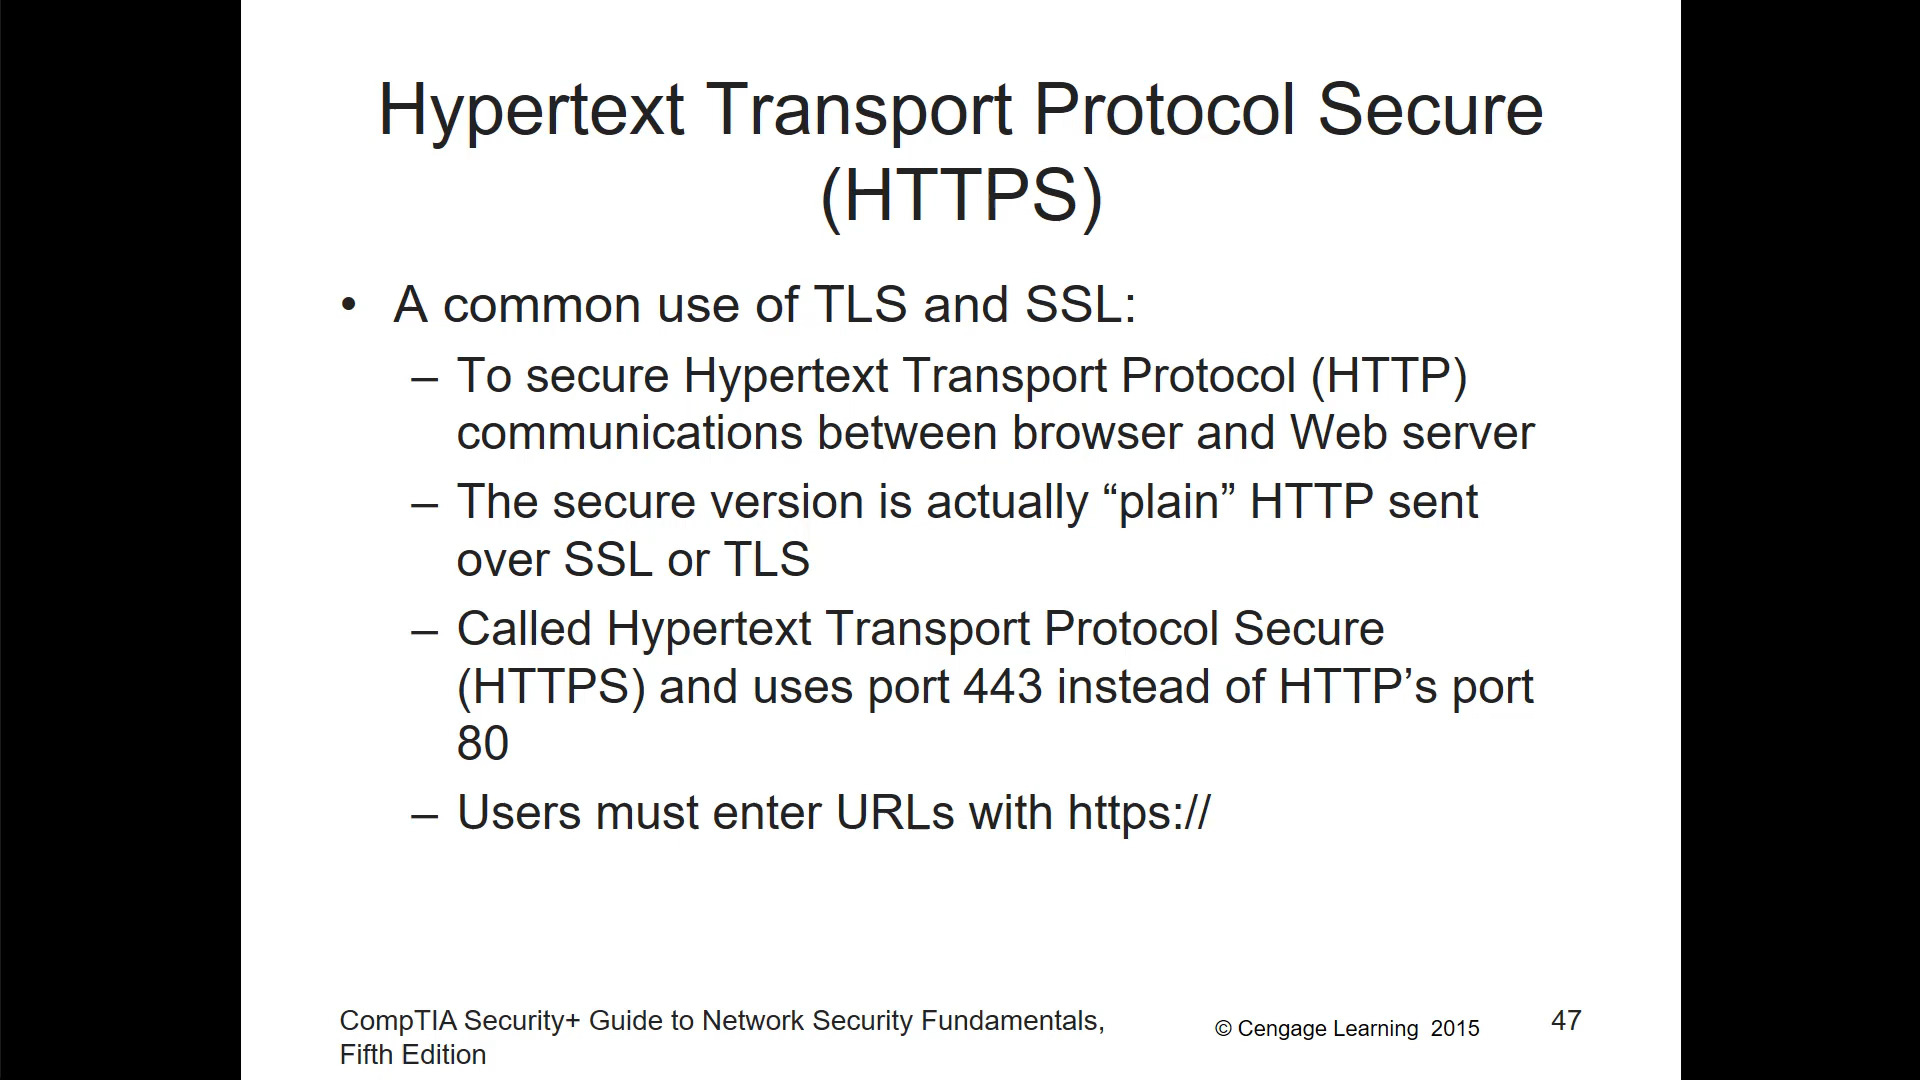 Hypertext Transport Protocol Secure
(HTTPS)
• A common use of TLS and SSL:
– To secure Hypertext Transport Protocol (HTTP)
communications between browser and Web server
– The secure version is actually “plain” HTTP sent
over SSL or TLS
– Called Hypertext Transport Protocol Secure
(HTTPS) and uses port 443 instead of HTTP’s port
80
– Users must enter URLs with https://
CompTIA Security+ Guide to Network Security Fundamentals,
Fifth Edition
© Cengage Learning 2015
47